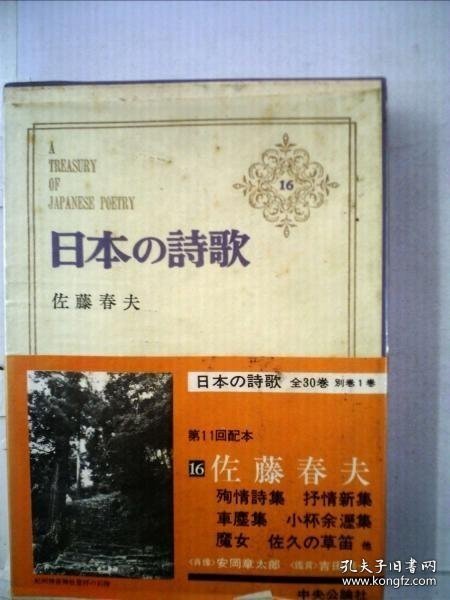 A
TREASURY
OF
JAPANESE POETRY
16
日本の詩歌
佐藤春夫
日本の詩歌 全30巻 別巻1巻
第11回配本
16 佐藤春夫
殉情詩集 抒情新集
車塵集 小杯余瀝集
魔女 佐久の草笛 他
〈肖像〉安岡章太郎 〈鑑賞〉吉田
中央公論社
孔夫子旧书网